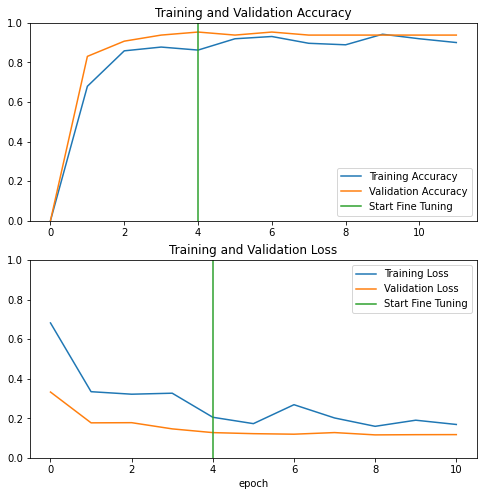 Training and Validation Accuracy
1.0
0.8
0.6
0.4
0.2
0.0
Training Accuracy
Validation Accuracy
Start Fine Tuning
0 2 4 6 8 10
Training and Validation Loss
1.0
0.8
0.6
0.4
0.2
0.0
Training Loss
Validation Loss
Start Fine Tuning
0 2 4 6 8 10
epoch